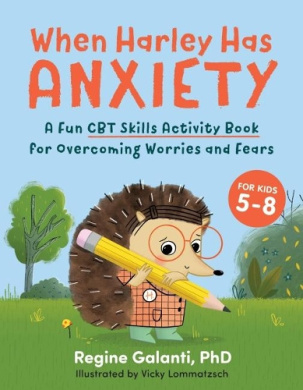 When Harley Has
ANXIETY
A Fun CBT Skills Activity Book
for Overcoming Worries and Fears
FOR KIDS
5-8
H
Regine Galanti, PhD
Illustrated by Vicky Lommatzsch